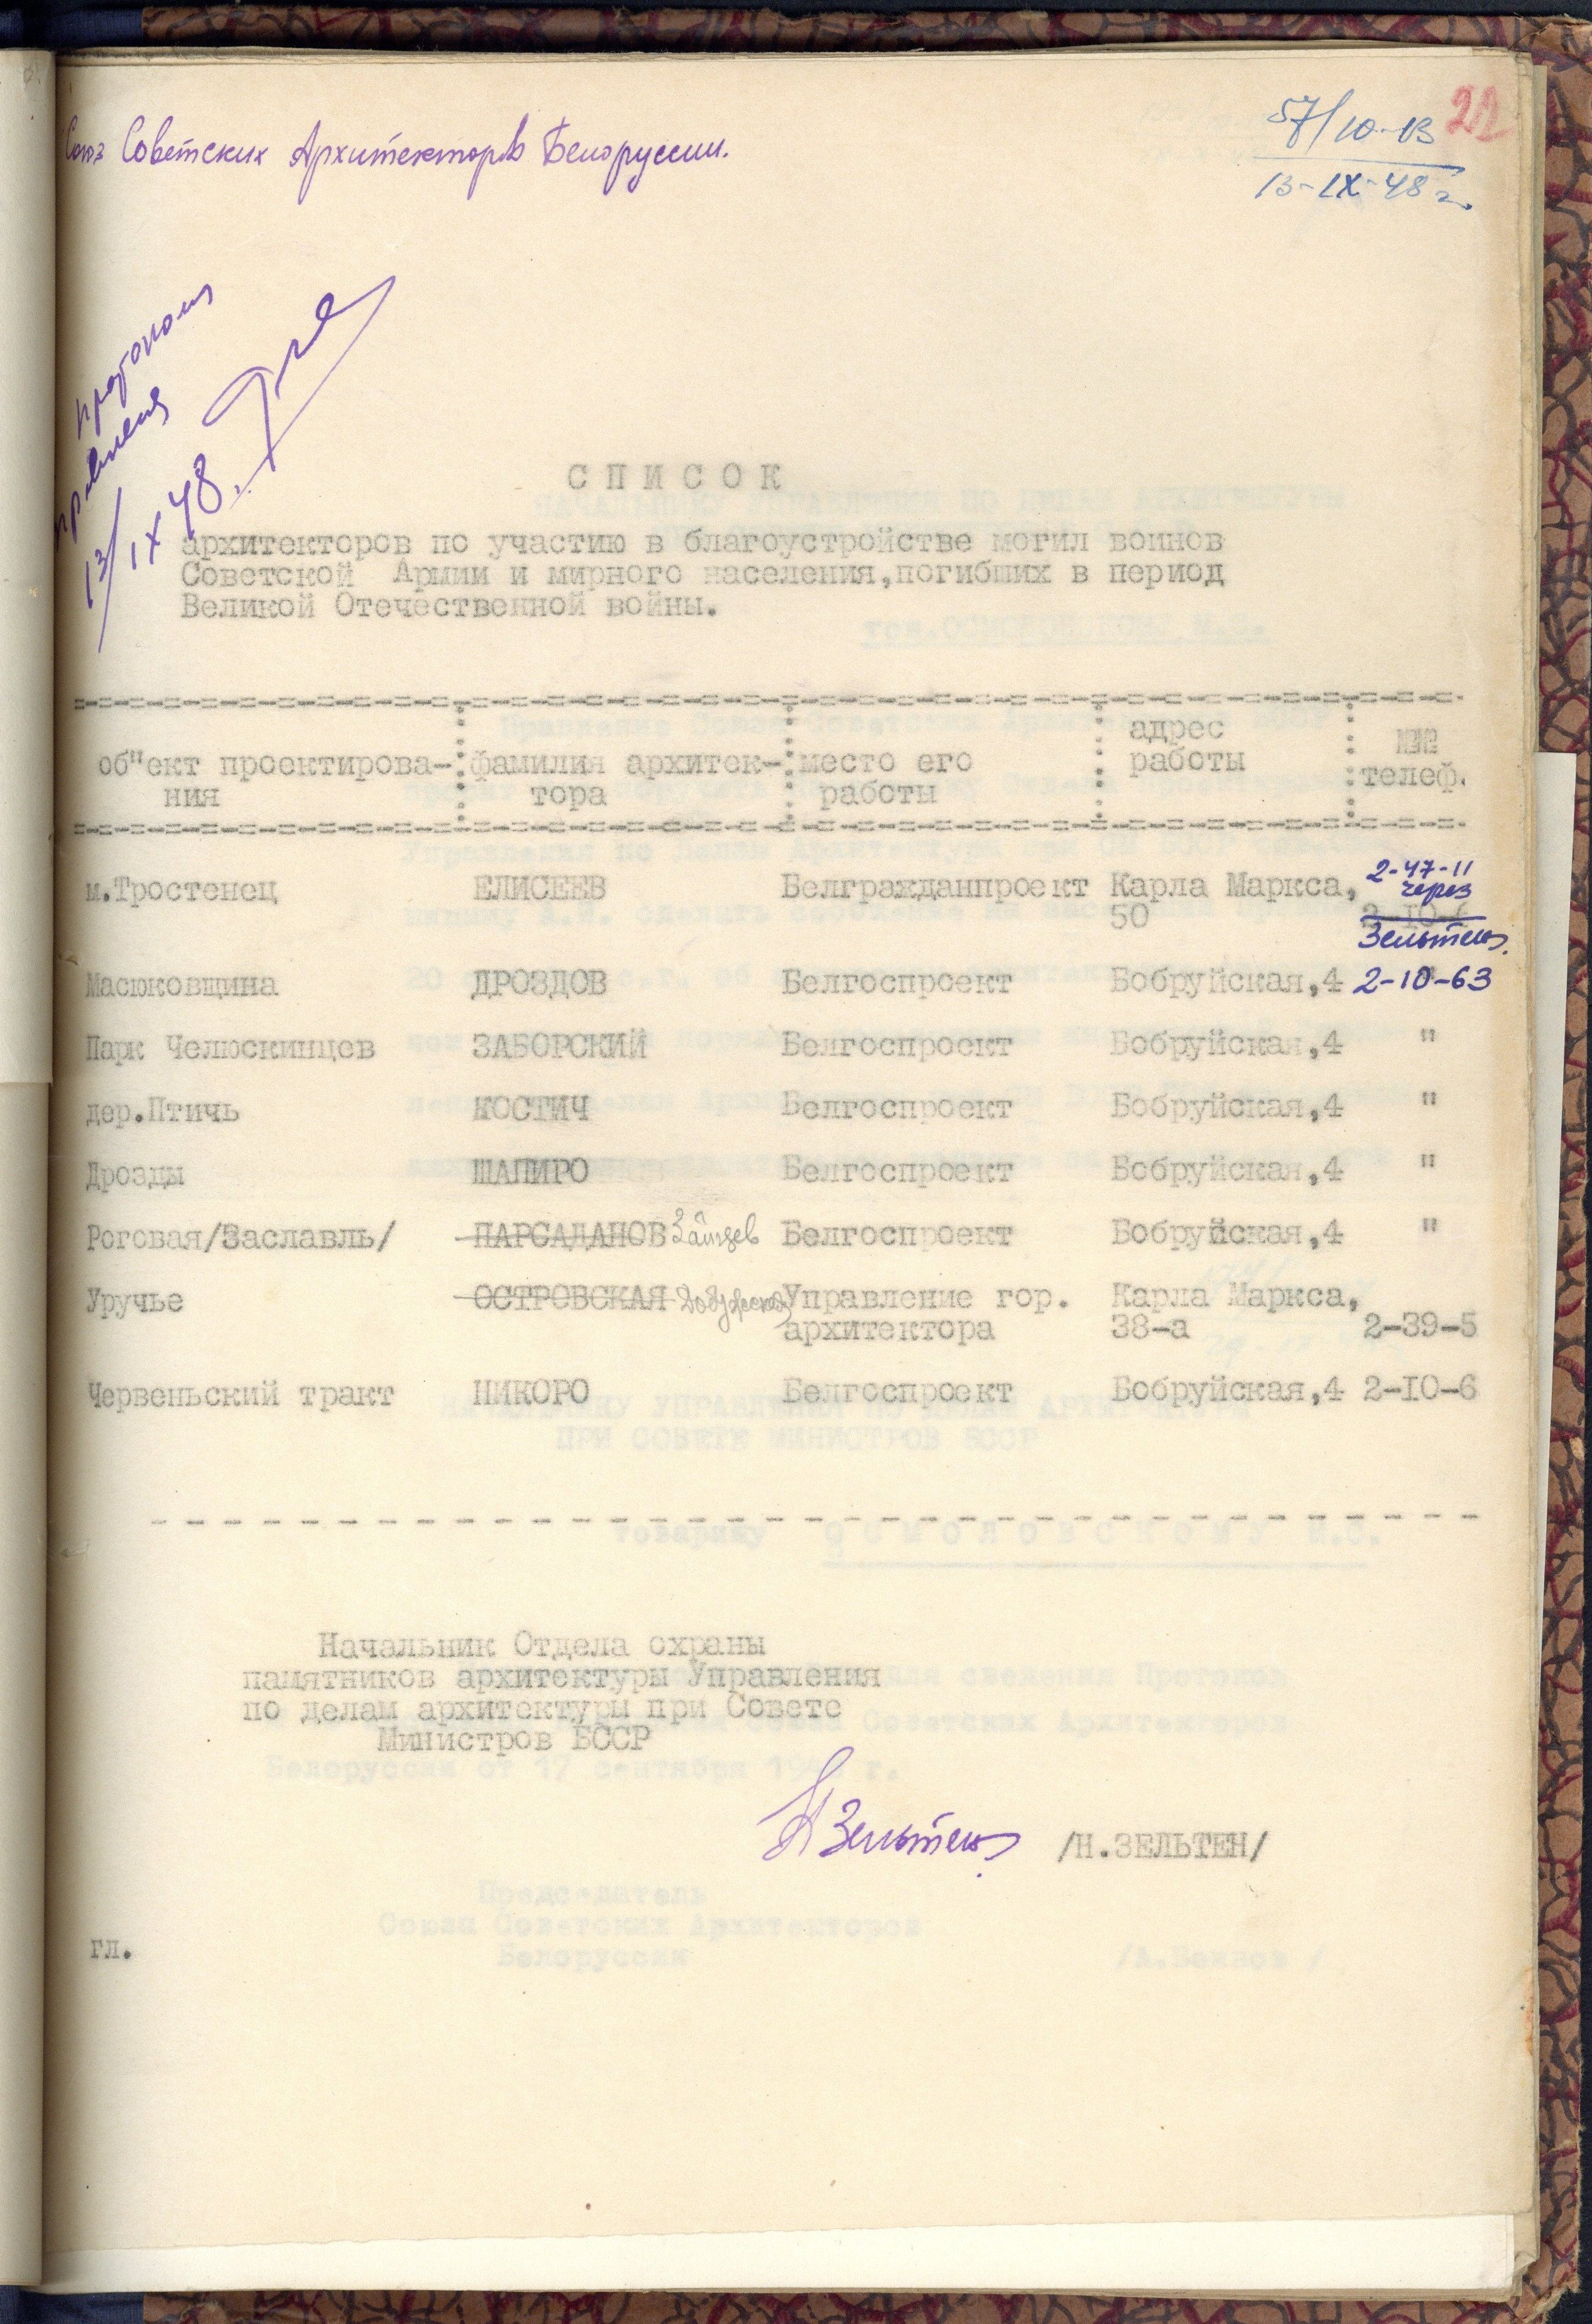 Союз Советских Архитекторов Белоруссии.
57/10-13 22
13-IX-48 г.
протоколы
13/IX 48.
СПИСОК
архитекторов по участию в благоустройстве могил воинов
Советской Армии и мирного населения,погибших в период
Великой Отечественной войны.
об"ект проектирова- фамилия архитек- место его адрес №№
ния тора работы работы телеф.
м.Тростенец ЕЛИСЕЕВ Белгражданпроект Карла Маркса, 2-47-11
50 через
2-10-6
Зельтен.
Масюковщина ДРОЗДОВ Белгоспроект Бобруйская,4 2-10-63
Парк Челюскинцев ЗАБОРСКИЙ Белгоспроект Бобруйская,4 "
дер.Птичь КОСТИЧ Белгоспроект Бобруйская,4 "
Дрозды ШАПИРО Белгоспроект Бобруйская,4 "
Роговая/Заславль/ ПАРСАДАНОВ Зайцев Белгоспроект Бобруйская,4 "
Уручье ОСТРОВСКАЯ Управление гор. Карла Маркса,
архитектора 38-а 2-39-5
Червеньский тракт НИКОРО Белгоспроект Бобруйская,4 2-10-6
Начальник Отдела охраны
памятников архитектуры Управления
по делам архитектуры при Совете
Министров БССР
НЗельтен /Н.ЗЕЛЬТЕН/
гл.